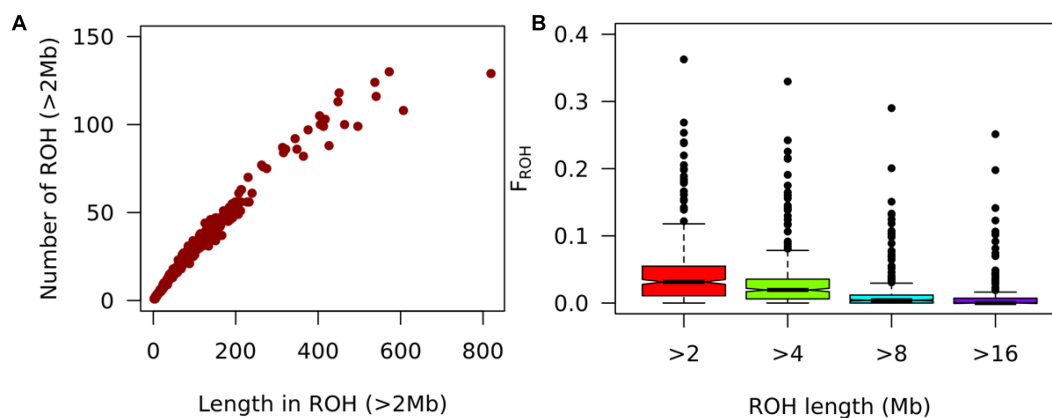 A
Number of ROH (>2Mb)
150
100
50
0
0 200 400 600 800
Length in ROH (>2Mb)
B
F_ROH
0.4
0.3
0.2
0.1
0.0
>2 >4 >8 >16
ROH length (Mb)